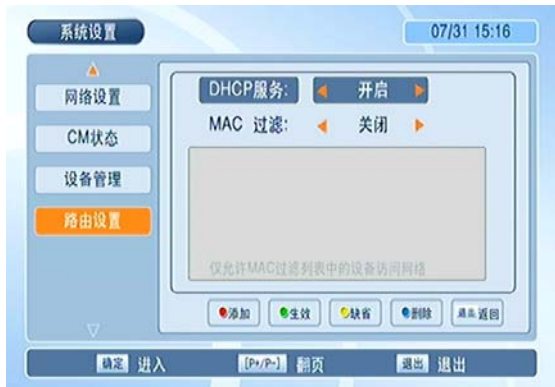 系统设置
07/31 15:16
网络设置
CM状态
设备管理
路由设置
DHCP服务: 开启
MAC 过滤: 关闭
仅允许MAC过滤列表中的设备访问网络
添加 生效 缺省 删除 退出 返回
确定 进入 [P+/P-] 翻页 退出 退出